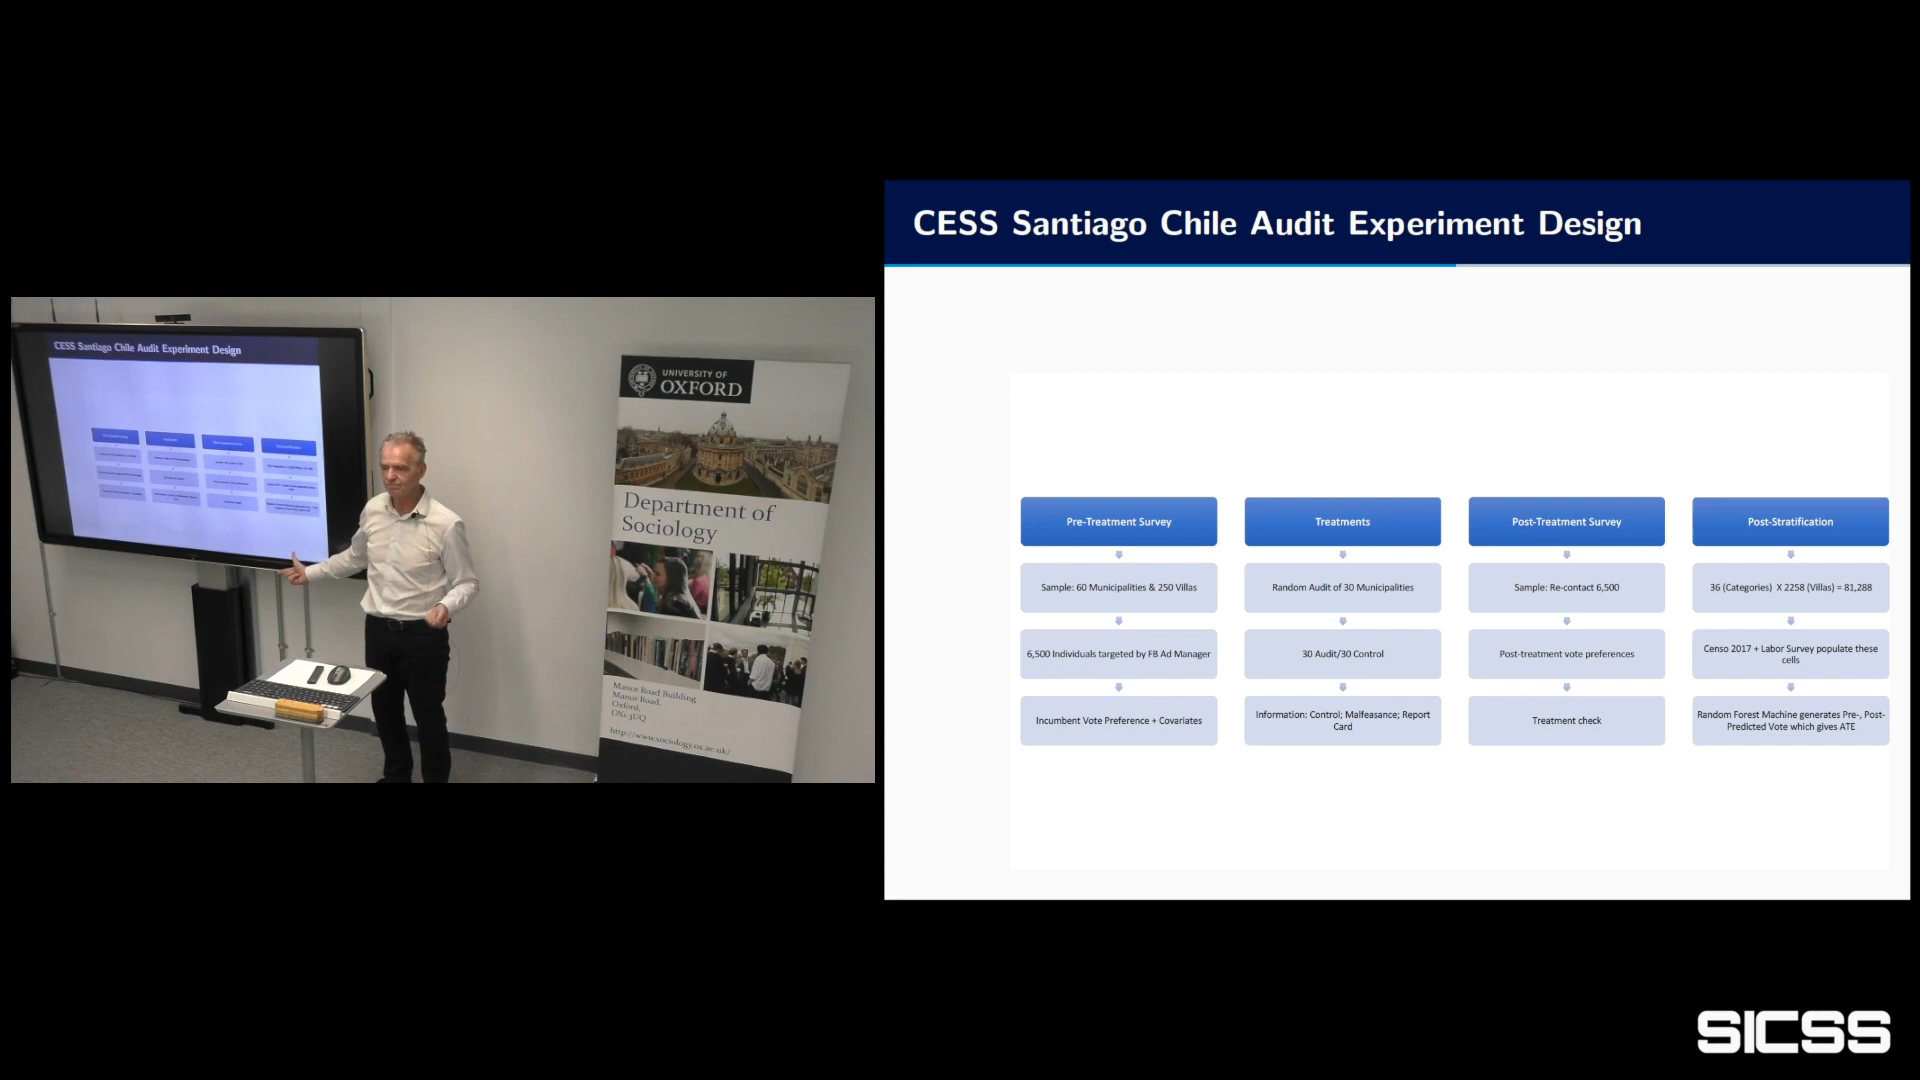 CESS Santiago Chile Audit Experiment Design
UNIVERSITY OF
OXFORD
Department of
Sociology
Manor Road Building
Manor Road,
Oxford,
OX1 3UQ
http://www.sociology.ox.ac.uk/
CESS Santiago Chile Audit Experiment Design
Pre-Treatment Survey
Sample: 60 Municipalities & 250 Villas
6,500 Individuals targeted by FB Ad Manager
Incumbent Vote Preference + Covariates
Treatments
Random Audit of 30 Municipalities
30 Audit/30 Control
Information: Control; Malfeasance; Report
Card
Post-Treatment Survey
Sample: Re-contact 6,500
Post-treatment vote preferences
Treatment check
Post-Stratification
36 (Categories) X 2258 (Villas) = 81,288
Censo 2017 + Labor Survey populate these
cells
Random Forest Machine generates Pre-, Post-
Predicted Vote which gives ATE
SICSS